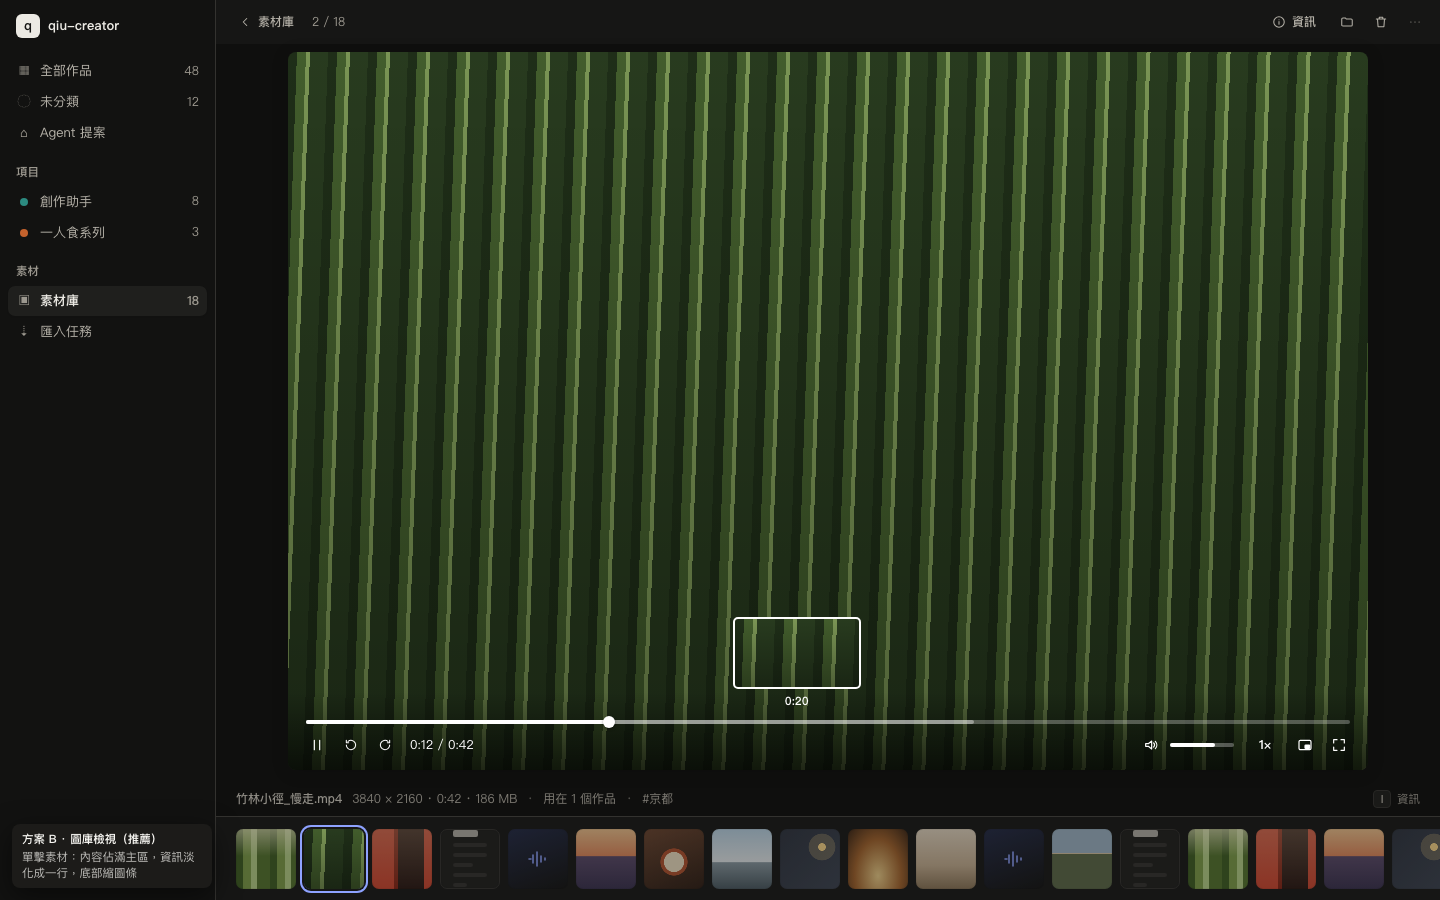 q qiu-creator
全部作品 48
未分類 12
Agent 提案
項目
創作助手 8
一人食系列 3
素材
素材庫 18
匯入任務
素材庫 2 / 18
資訊
0:20
0:12 / 0:42
1×
竹林小徑_慢走.mp4 3840 × 2160 · 0:42 · 186 MB · 用在 1 個作品 · #京都
I 資訊
方案 B · 圖庫檢視（推薦）
單擊素材：內容佔滿主區，資訊淡
化成一行，底部縮圖條